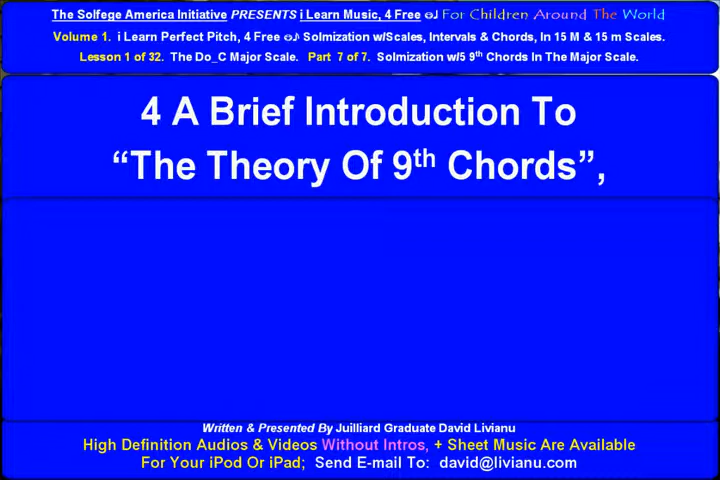 The Solfege America Initiative PRESENTS i Learn Music, 4 Free For Children Around The World
Volume 1. i Learn Perfect Pitch, 4 Free Solmization w/Scales, Intervals & Chords, In 15 M & 15 m Scales.
Lesson 1 of 32. The Do_C Major Scale. Part 7 of 7. Solmization w/5 9th Chords In The Major Scale.
4 A Brief Introduction To
“The Theory Of 9th Chords”,
Written & Presented By Juilliard Graduate David Livianu
High Definition Audios & Videos Without Intros, + Sheet Music Are Available
For Your iPod Or iPad; Send E-mail To: david@livianu.com